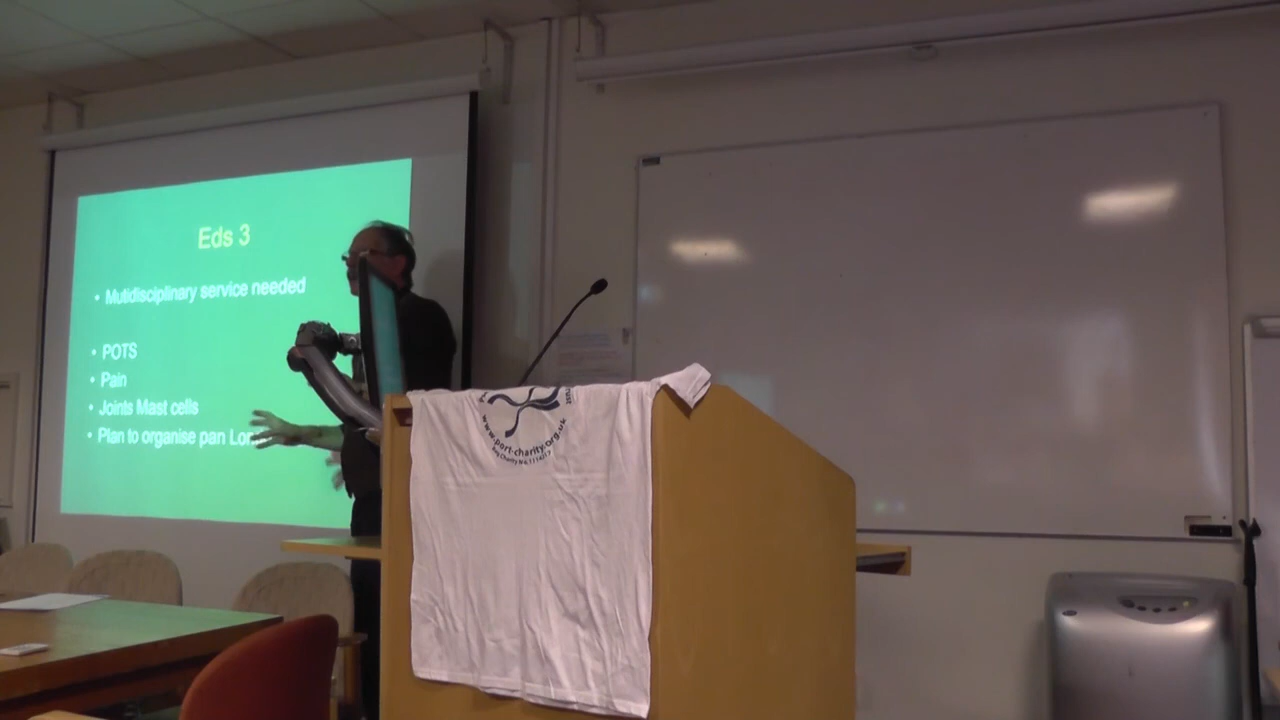 Eds 3
• Mutidisciplinary service needed
• POTS
• Pain
• Joints Mast cells
• Plan to organise pan Lon
www.port-charity.org.uk